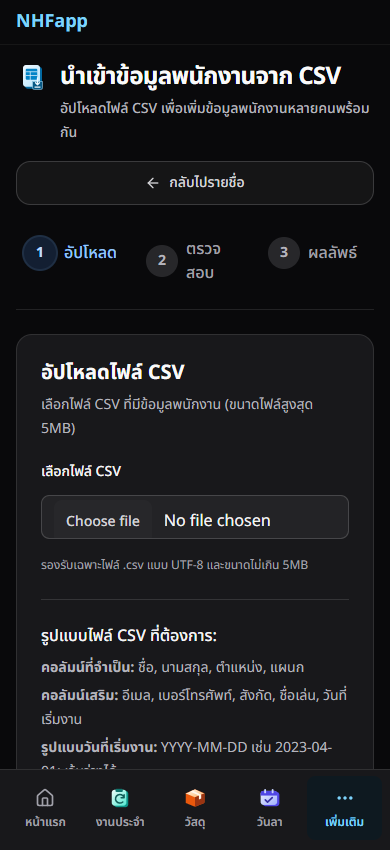 NHFapp
นำเข้าข้อมูลพนักงานจาก CSV
อัปโหลดไฟล์ CSV เพื่อเพิ่มข้อมูลพนักงานหลายคนพร้อม
กัน
← กลับไปรายชื่อ
1 อัปโหลด
2 ตรวจ
สอบ
3 ผลลัพธ์
อัปโหลดไฟล์ CSV
เลือกไฟล์ CSV ที่มีข้อมูลพนักงาน (ขนาดไฟล์สูงสุด
5MB)
เลือกไฟล์ CSV
Choose file No file chosen
รองรับเฉพาะไฟล์ .csv แบบ UTF-8 และขนาดไม่เกิน 5MB
รูปแบบไฟล์ CSV ที่ต้องการ:
คอลัมน์ที่จำเป็น: ชื่อ, นามสกุล, ตำแหน่ง, แผนก
คอลัมน์เสริม: อีเมล, เบอร์โทรศัพท์, สังกัด, ชื่อเล่น, วันที่
เริ่มงาน
รูปแบบวันที่เริ่มงาน: YYYY-MM-DD เช่น 2023-04-
หน้าแรก
งานประจำ
วัสดุ
วันลา
เพิ่มเติม